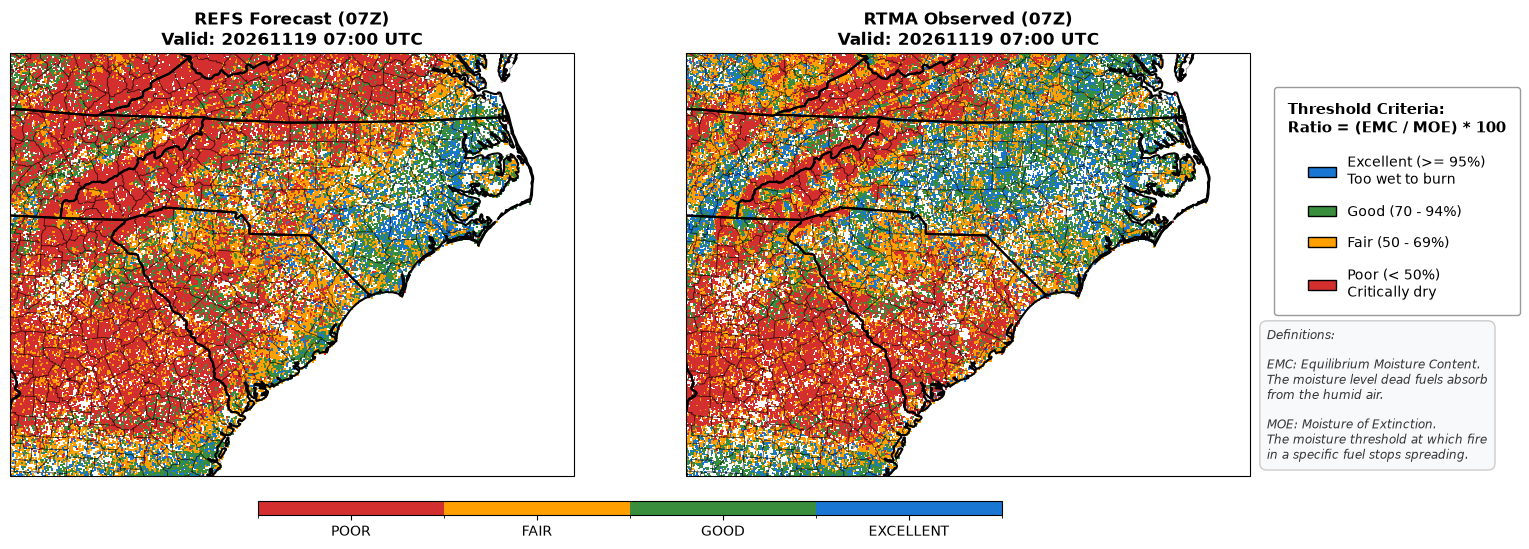 REFS Forecast (07Z)
Valid: 20261119 07:00 UTC
RTMA Observed (07Z)
Valid: 20261119 07:00 UTC
Threshold Criteria:
Ratio = (EMC / MOE) * 100
Excellent (>= 95%)
Too wet to burn
Good (70 - 94%)
Fair (50 - 69%)
Poor (< 50%)
Critically dry
Definitions:
EMC: Equilibrium Moisture Content.
The moisture level dead fuels absorb
from the humid air.
MOE: Moisture of Extinction.
The moisture threshold at which fire
in a specific fuel stops spreading.
POOR
FAIR
GOOD
EXCELLENT